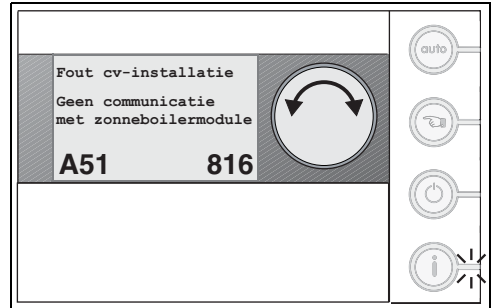 Fout cv-installatie
Geen communicatie
met zonneboilermodule
A51 816
auto
i